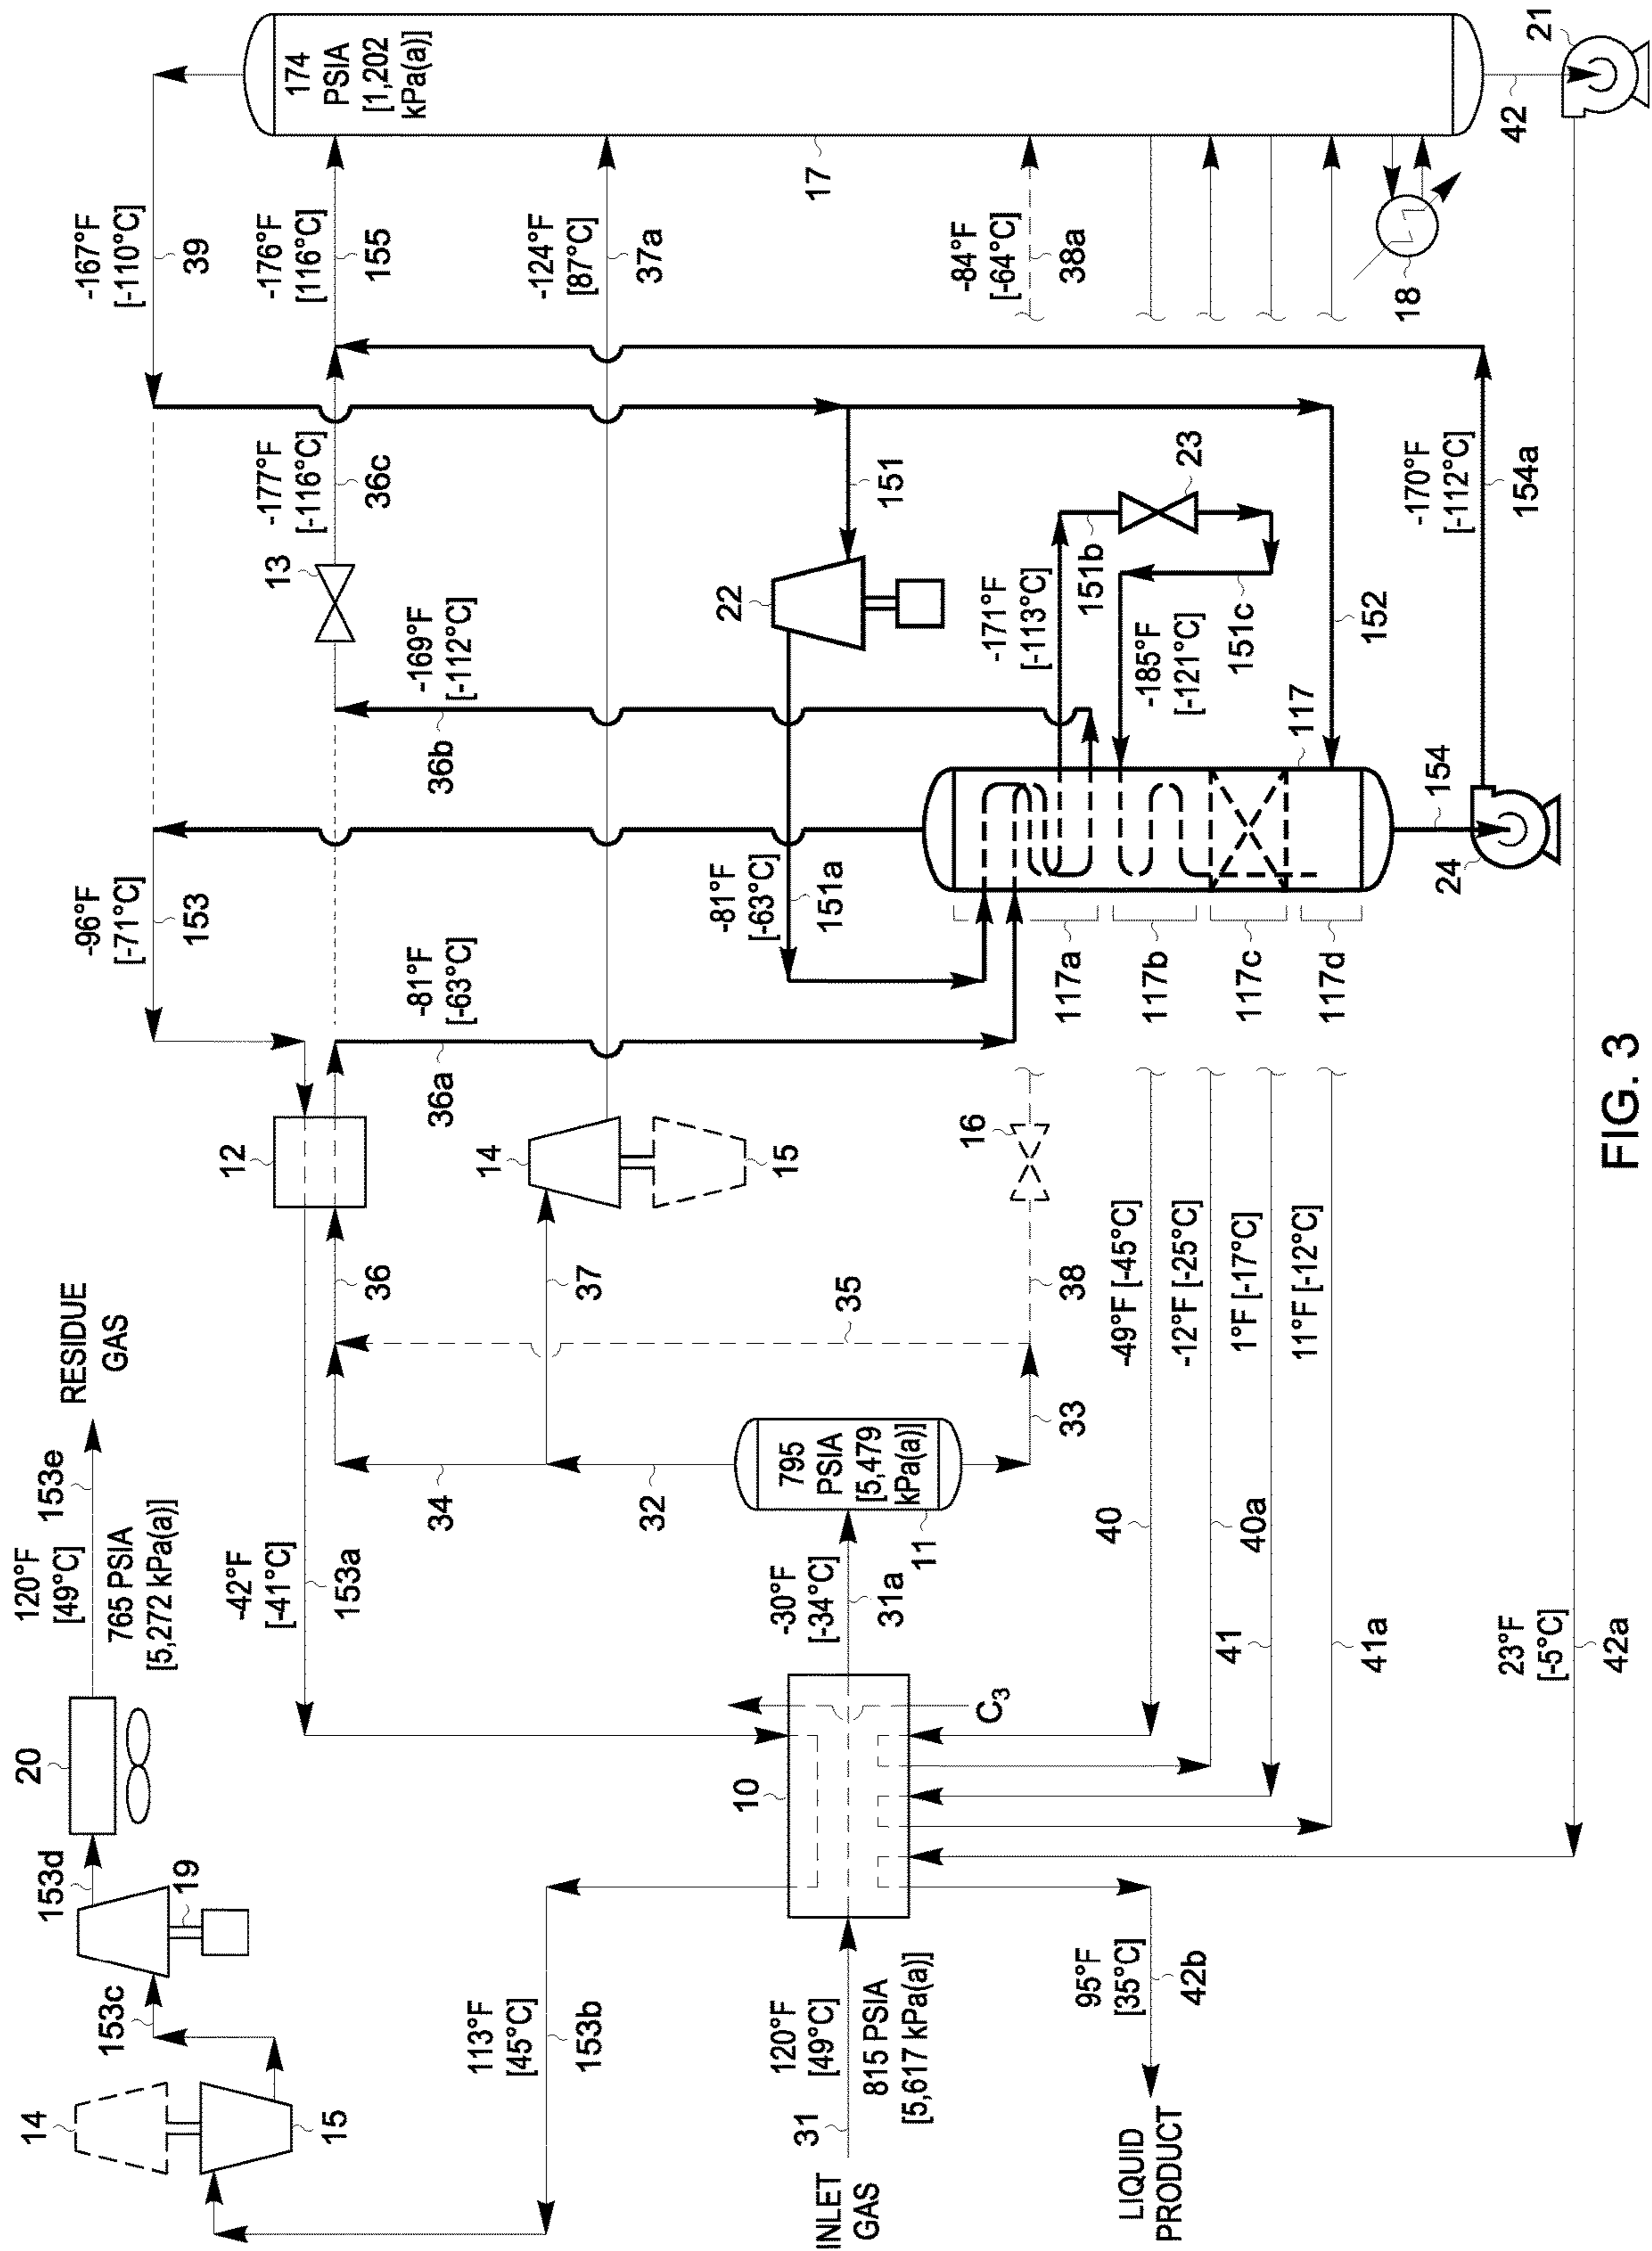 14
15
153c
153d
19
20
120°F
[49°C]
765 PSIA
[5,272 kPa(a)]
153e
RESIDUE
GAS
-96°F
[-71°C]
153
-167°F
[-110°C]
39
-42°F
[-41°C]
153a
12
36
34
-81°F
[-63°C]
36a
13
-177°F
[-116°C]
36c
-176°F
[116°C]
155
174
PSIA
[1,202
kPa(a)]
-169°F
[-112°C]
36b
113°F
[45°C]
153b
37
14
15
-124°F
[87°C]
37a
32
35
22
151
-81°F
[-63°C]
151a
17
INLET
GAS
31
120°F
[49°C]
815 PSIA
[5,617 kPa(a)]
10
C3
-30°F
[-34°C]
31a
795
PSIA
[5,479
kPa(a)]
11
33
38
16
-84°F
[-64°C]
38a
-171°F
[-113°C]
151b
23
-185°F
[-121°C]
151c
117a
117b
117c
117d
117
152
LIQUID
PRODUCT
95°F
[35°C]
42b
40
-49°F [-45°C]
40a
-12°F [-25°C]
41
1°F [-17°C]
41a
11°F [-12°C]
18
24
154
-170°F
[-112°C]
154a
42
21
23°F
[-5°C]
42a
FIG. 3